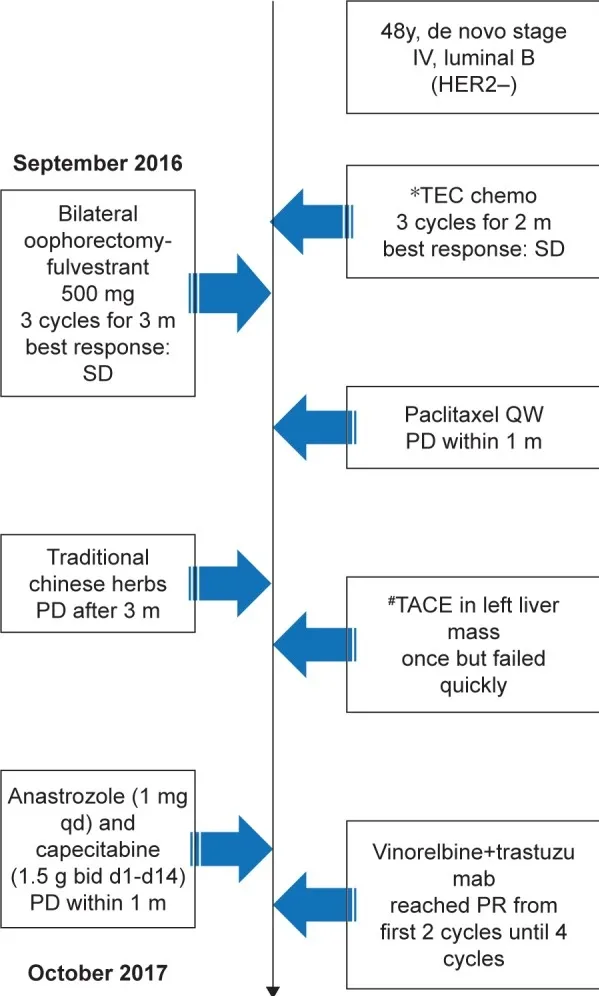 48y, de novo stage
IV, luminal B
(HER2–)
September 2016
*TEC chemo
3 cycles for 2 m
best response: SD
Bilateral
oophorectomy-
fulvestrant
500 mg
3 cycles for 3 m
best response:
SD
Paclitaxel QW
PD within 1 m
Traditional
chinese herbs
PD after 3 m
#TACE in left liver
mass
once but failed
quickly
Anastrozole (1 mg
qd) and
capecitabine
(1.5 g bid d1-d14)
PD within 1 m
Vinorelbine+trastuzu
mab
reached PR from
first 2 cycles until 4
cycles
October 2017